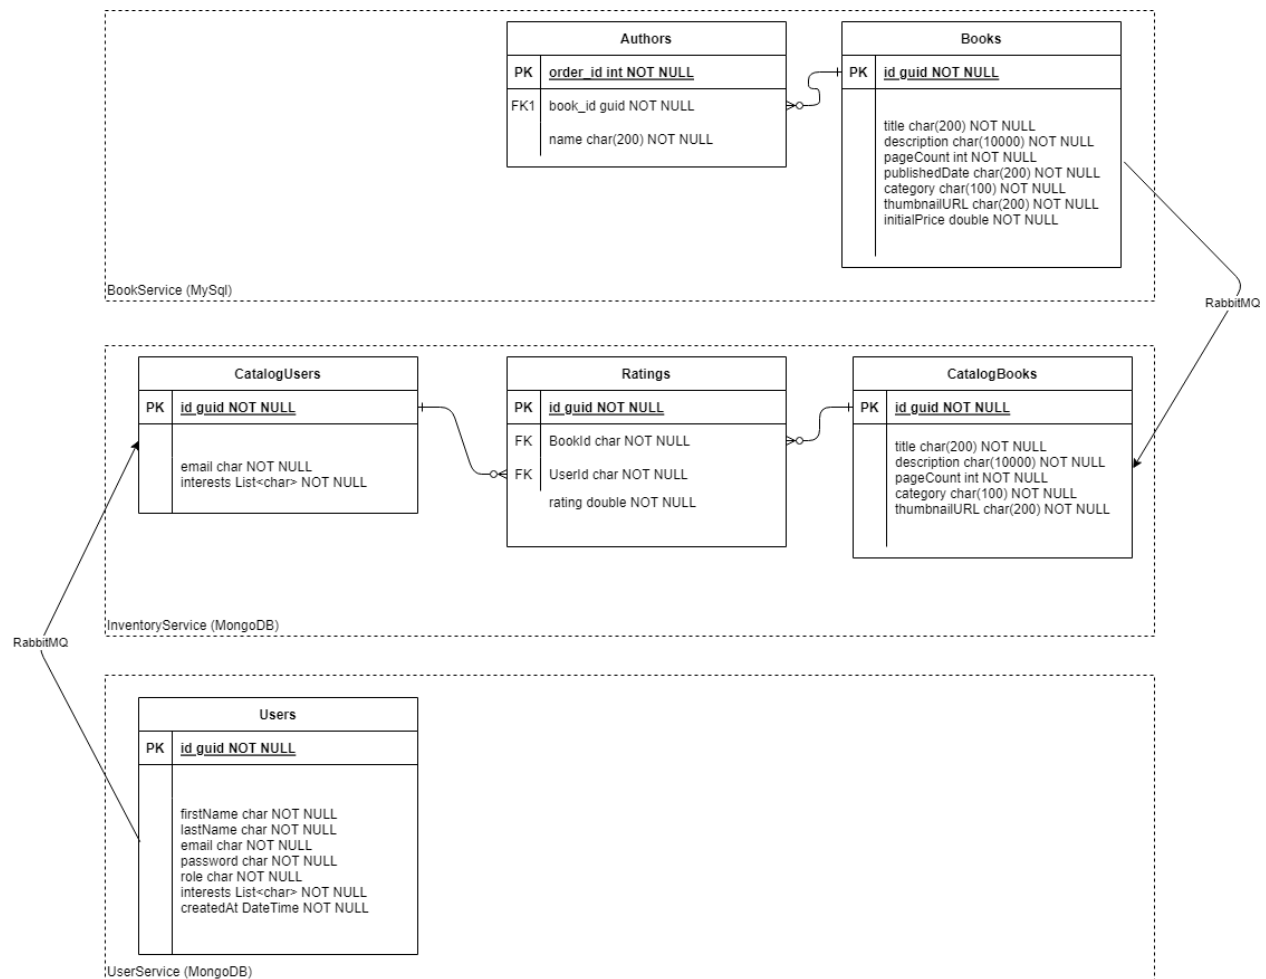 Authors
PK order_id int NOT NULL
FK1 book_id guid NOT NULL
name char(200) NOT NULL
Books
PK id guid NOT NULL
title char(200) NOT NULL
description char(10000) NOT NULL
pageCount int NOT NULL
publishedDate char(200) NOT NULL
category char(100) NOT NULL
thumbnailURL char(200) NOT NULL
initialPrice double NOT NULL
BookService (MySql)
RabbitMQ
CatalogUsers
PK id guid NOT NULL
email char NOT NULL
interests List<char> NOT NULL
Ratings
PK id guid NOT NULL
FK BookId char NOT NULL
FK UserId char NOT NULL
rating double NOT NULL
CatalogBooks
PK id guid NOT NULL
title char(200) NOT NULL
description char(10000) NOT NULL
pageCount int NOT NULL
category char(100) NOT NULL
thumbnailURL char(200) NOT NULL
InventoryService (MongoDB)
RabbitMQ
Users
PK id guid NOT NULL
firstName char NOT NULL
lastName char NOT NULL
email char NOT NULL
password char NOT NULL
role char NOT NULL
interests List<char> NOT NULL
createdAt DateTime NOT NULL
UserService (MongoDB)